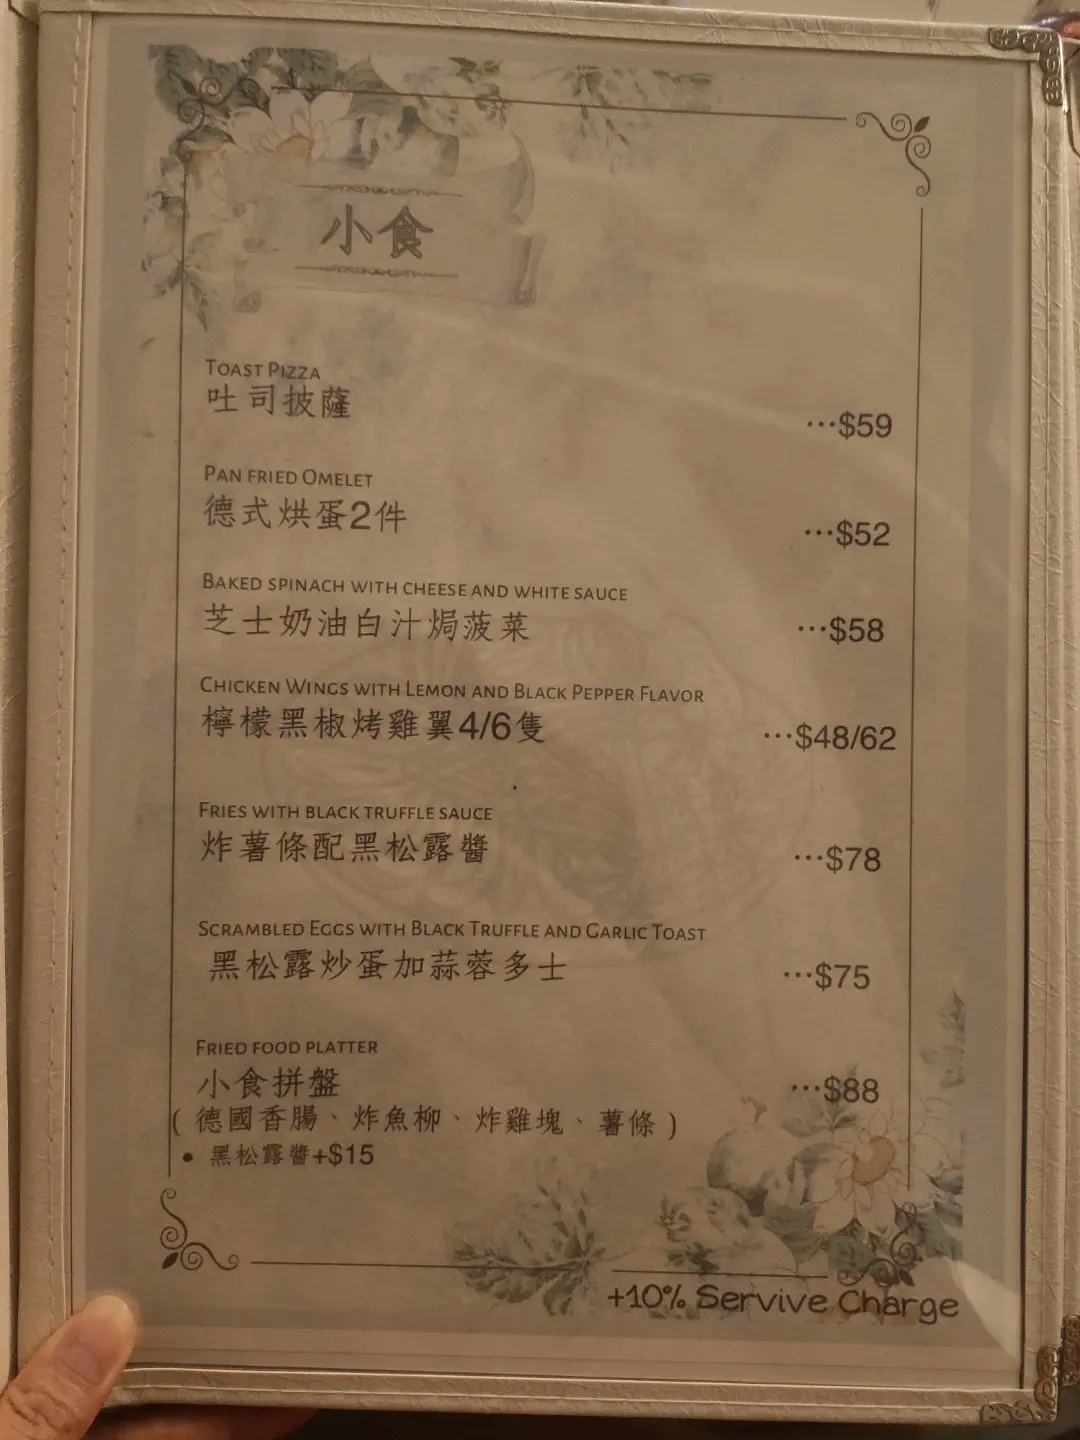 小食
TOAST PIZZA
吐司披薩
…$59
PAN FRIED OMELET
德式烘蛋2件
…$52
BAKED SPINACH WITH CHEESE AND WHITE SAUCE
芝士奶油白汁焗菠菜
…$58
CHICKEN WINGS WITH LEMON AND BLACK PEPPER FLAVOR
檸檬黑椒烤雞翼4/6隻
…$48/62
FRIES WITH BLACK TRUFFLE SAUCE
炸薯條配黑松露醬
…$78
SCRAMBLED EGGS WITH BLACK TRUFFLE AND GARLIC TOAST
黑松露炒蛋加蒜蓉多士
…$75
FRIED FOOD PLATTER
小食拼盤
…$88
( 德國香腸、炸魚柳、炸雞塊、薯條 )
• 黑松露醬+$15
+10% Servive Charge